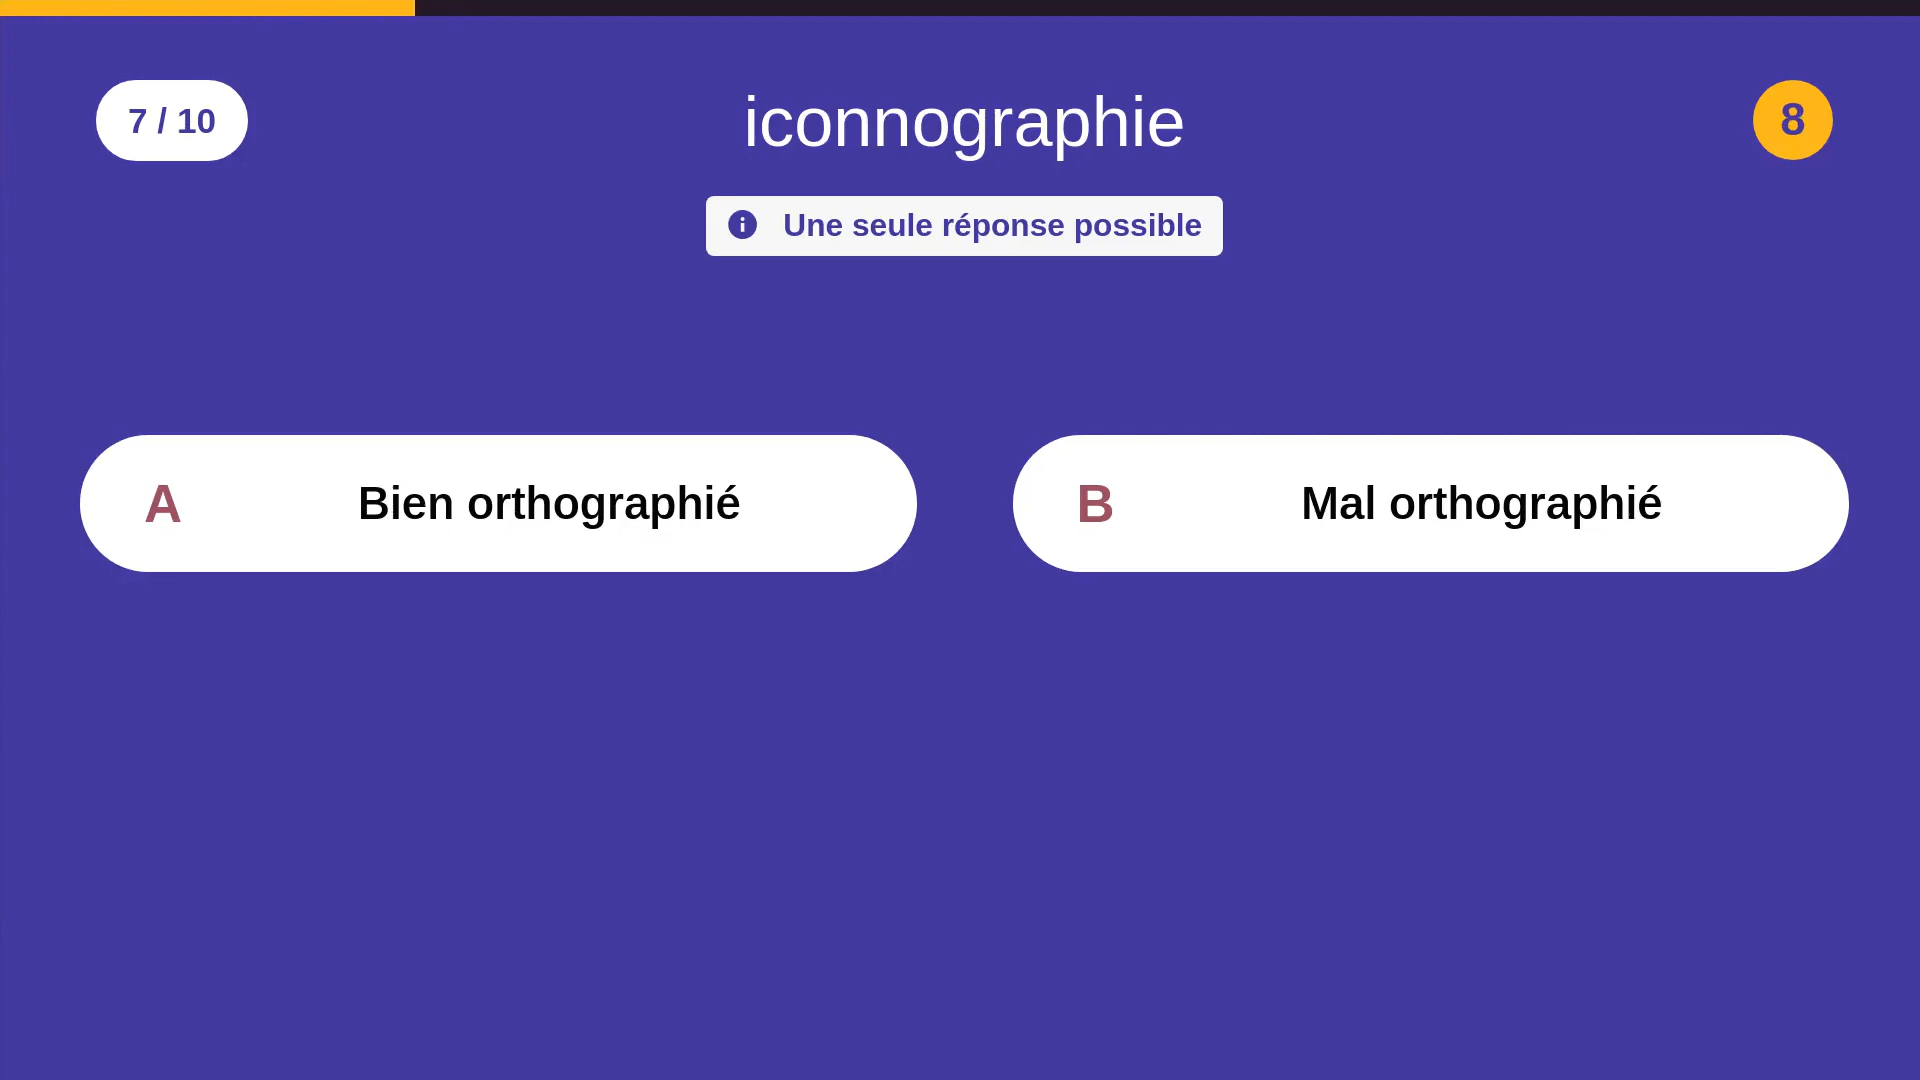 7 / 10
iconnographie
8
Une seule réponse possible
A Bien orthographié
B Mal orthographié